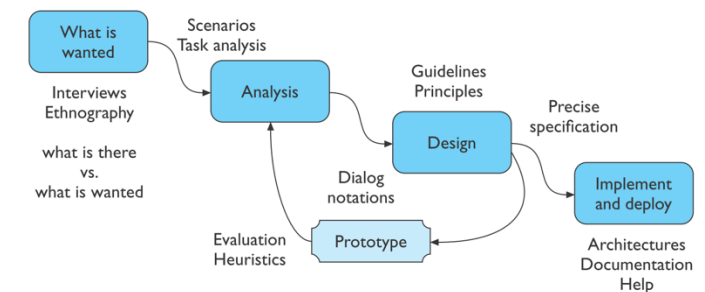 What is
wanted
Scenarios
Task analysis
Interviews
Ethnography
what is there
vs.
what is wanted
Analysis
Guidelines
Principles
Design
Precise
specification
Dialog
notations
Implement
and deploy
Evaluation
Heuristics
Prototype
Architectures
Documentation
Help